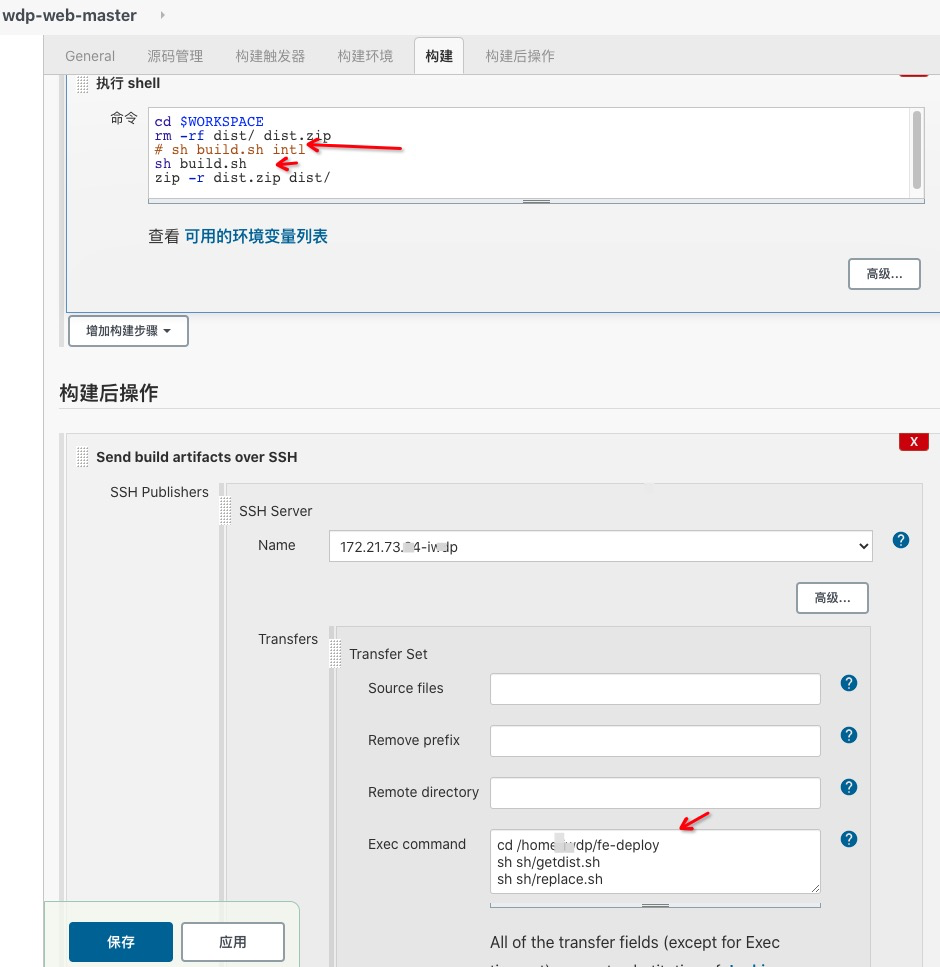 wdp-web-master
General 源码管理 构建触发器 构建环境 构建 构建后操作
执行 shell
命令
cd $WORKSPACE
rm -rf dist/ dist.zip
# sh build.sh intl
sh build.sh
zip -r dist.zip dist/
查看 可用的环境变量列表
高级...
增加构建步骤
构建后操作
X
Send build artifacts over SSH
SSH Publishers
SSH Server
Name
172.21.73.
?
高级...
Transfers
Transfer Set
Source files
?
Remove prefix
?
Remote directory
?
Exec command
cd /home wdp/fe-deploy
sh sh/getdist.sh
sh sh/replace.sh
?
保存 应用
All of the transfer fields (except for Exec